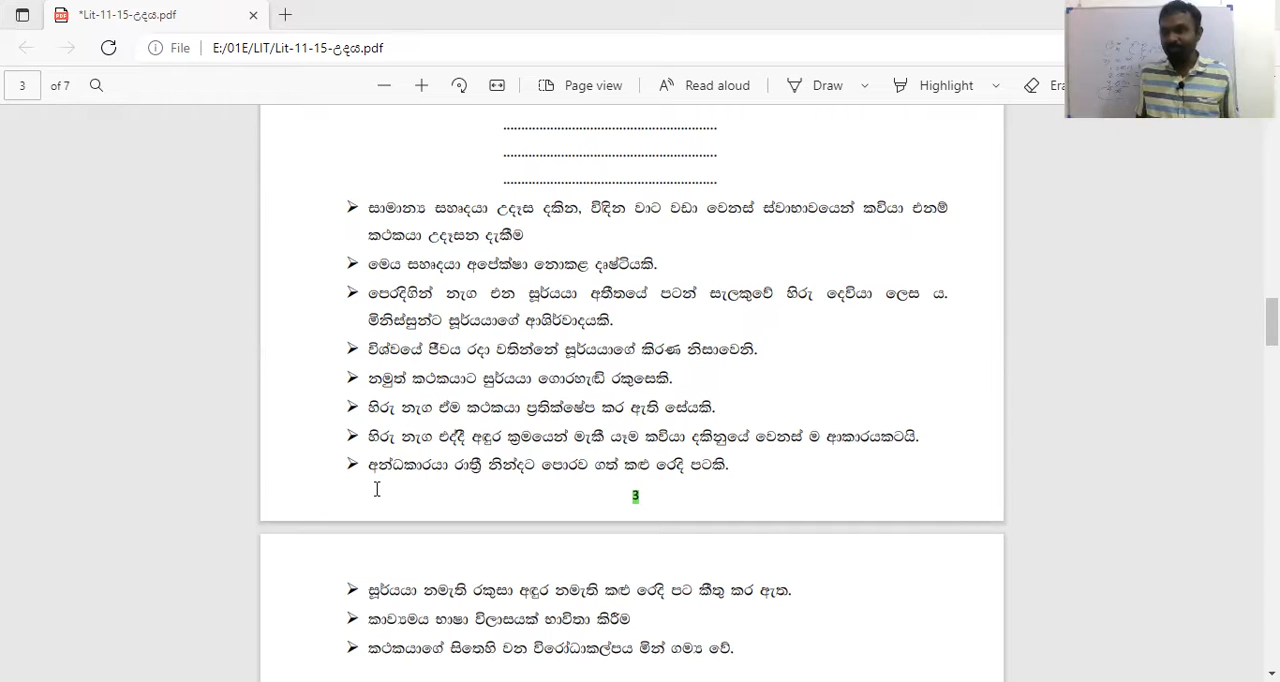 *Lit-11-15-උදය.pdf
File E:/01E/LIT/Lit-11-15-උදය.pdf
3 of 7 Page view Read aloud Draw Highlight Era
සාමාන්‍ය සහෘදයා උදෑස දකින, විඳින වාට වඩා වෙනස් ස්වාභාවයෙන් කවියා එනම්
කථකයා උදෑසන දැකීම
මෙය සහෘදයා අපේක්ෂා නොකළ දෘෂ්ටියකි.
පෙරදිගින් නැග එන සූර්යයා අතීතයේ පටන් සැලකුවේ හිරු දෙවියා ලෙස ය.
මිනිස්සුන්ට සූර්යයාගේ ආශිර්වාදයකි.
විශ්වයේ ජීවය රදා වතින්නේ සූර්යයාගේ කිරණ නිසාවෙනි.
නමුත් කථකයාට සුර්යයා ගොරහැඬි රකුසෙකි.
හිරු නැග ඒම කථකයා ප්‍රතික්ෂේප කර ඇති සේයකි.
හිරු නැග එද්දී අඳුර ක්‍රමයෙන් මැකී යෑම කවියා දකිනුයේ වෙනස් ම ආකාරයකටයි.
අන්ධකාරයා රාත්‍රී නින්දට පොරව ගත් කළු රෙදි පටකි.
3
සූර්යයා නමැති රකුසා අඳුර නමැති කළු රෙදි පට කීතු කර ඇත.
කාව්‍යමය භාෂා විලාසයක් භාවිතා කිරීම
කථකයාගේ සිතෙහි වන විරෝධාකල්පය මින් ගම්‍ය වේ.